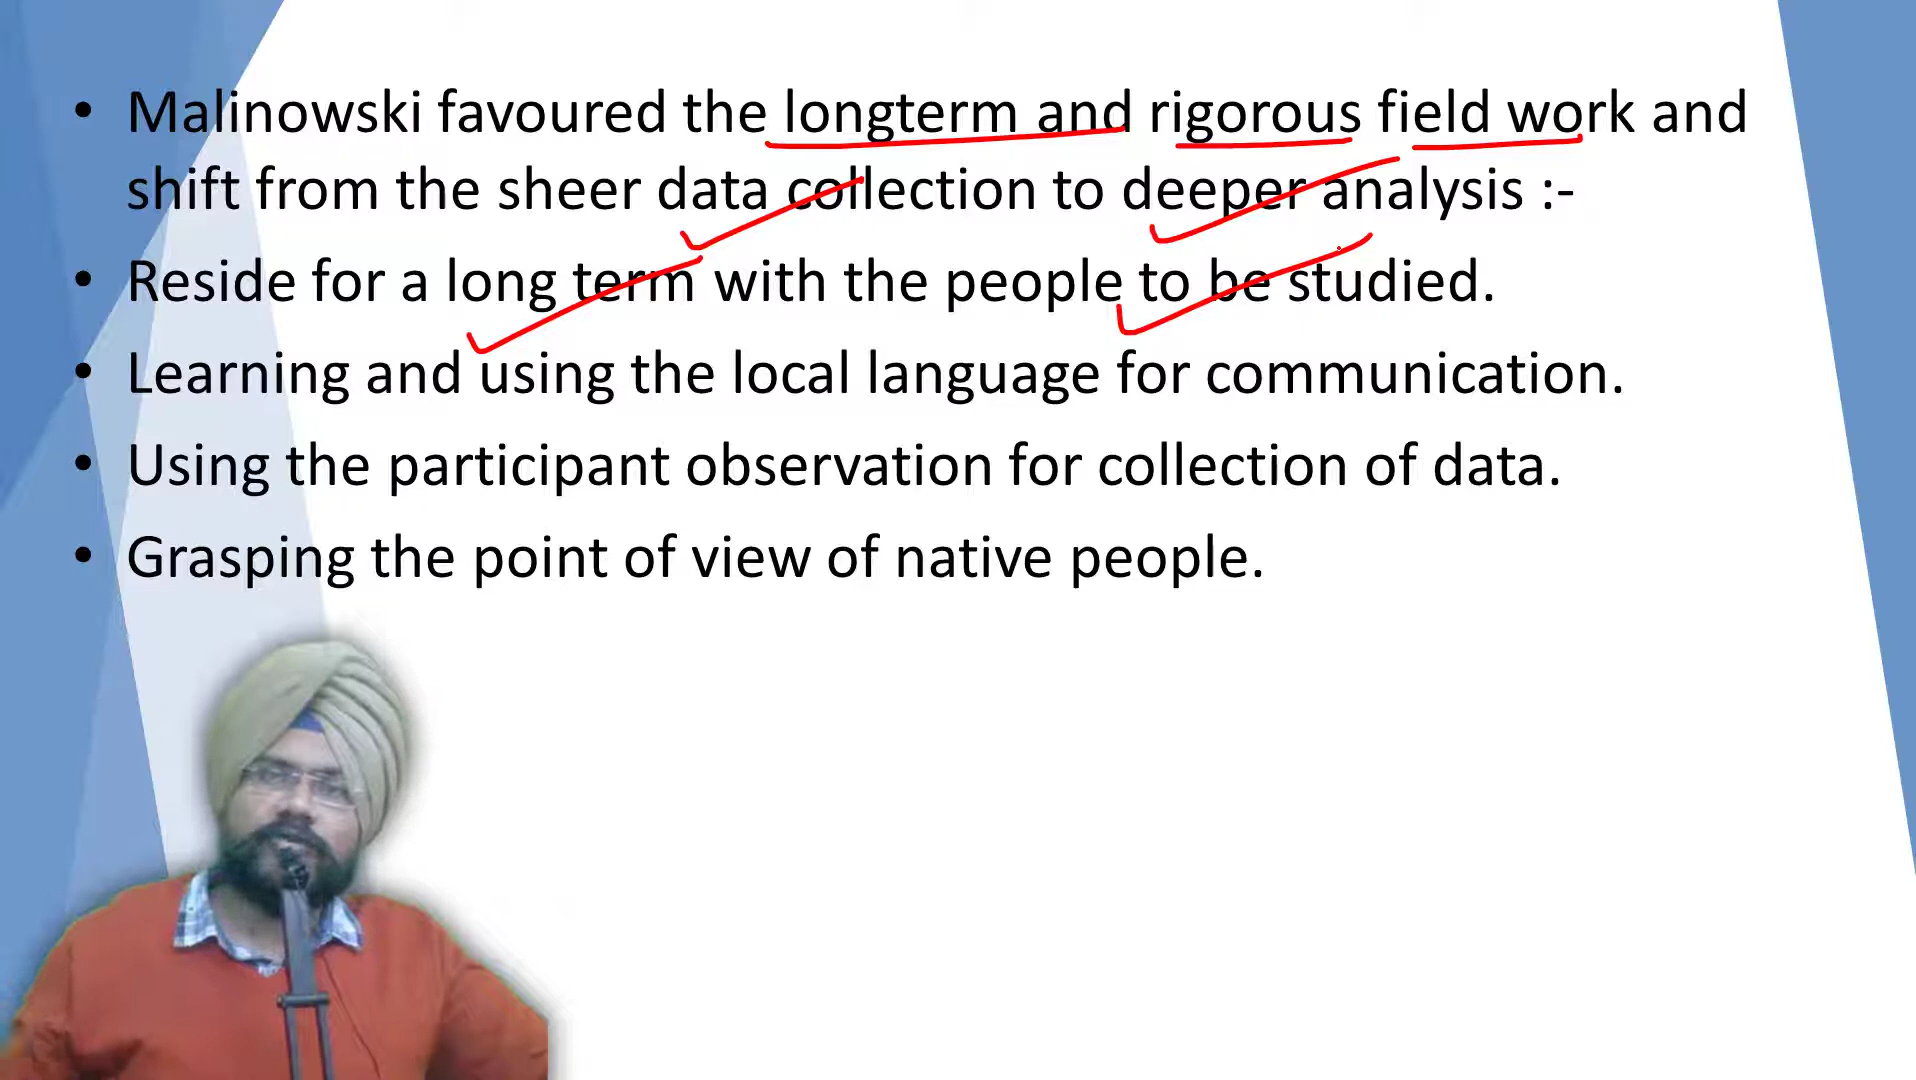 • Malinowski favoured the longterm and rigorous field work and
shift from the sheer data collection to deeper analysis :-
• Reside for a long term with the people to be studied.
• Learning and using the local language for communication.
• Using the participant observation for collection of data.
• Grasping the point of view of native people.